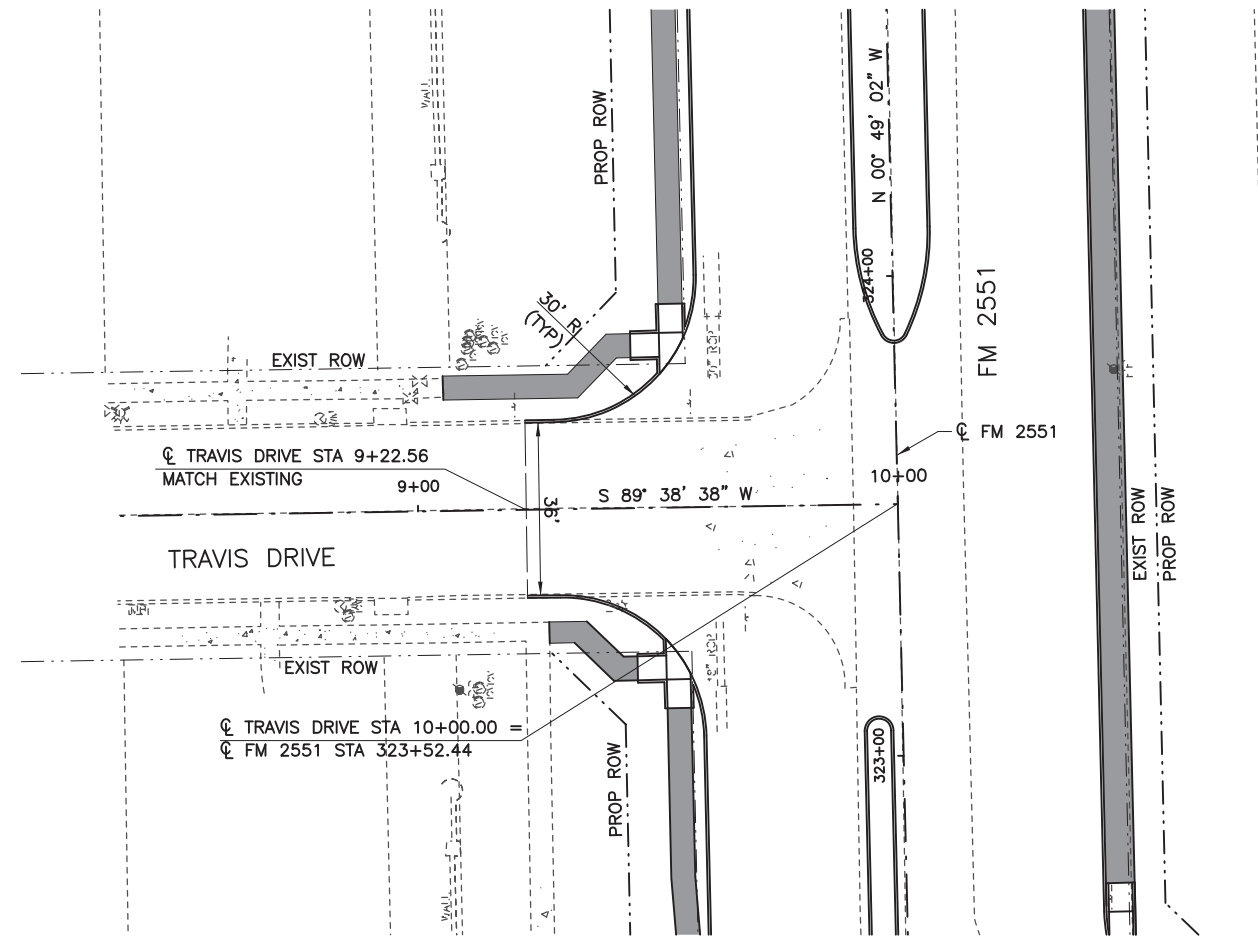 PROP ROW
N 00° 49' 02" W
WALL
324+00
FM 2551
30' R
(TYP)
EXIST ROW
℄ FM 2551
℄ TRAVIS DRIVE STA 9+22.56
MATCH EXISTING
9+00
S 89° 38' 38" W
10+00
36'
TRAVIS DRIVE
EXIST ROW
PROP ROW
EXIST ROW
℄ TRAVIS DRIVE STA 10+00.00 =
℄ FM 2551 STA 323+52.44
323+00
PROP ROW
WALL